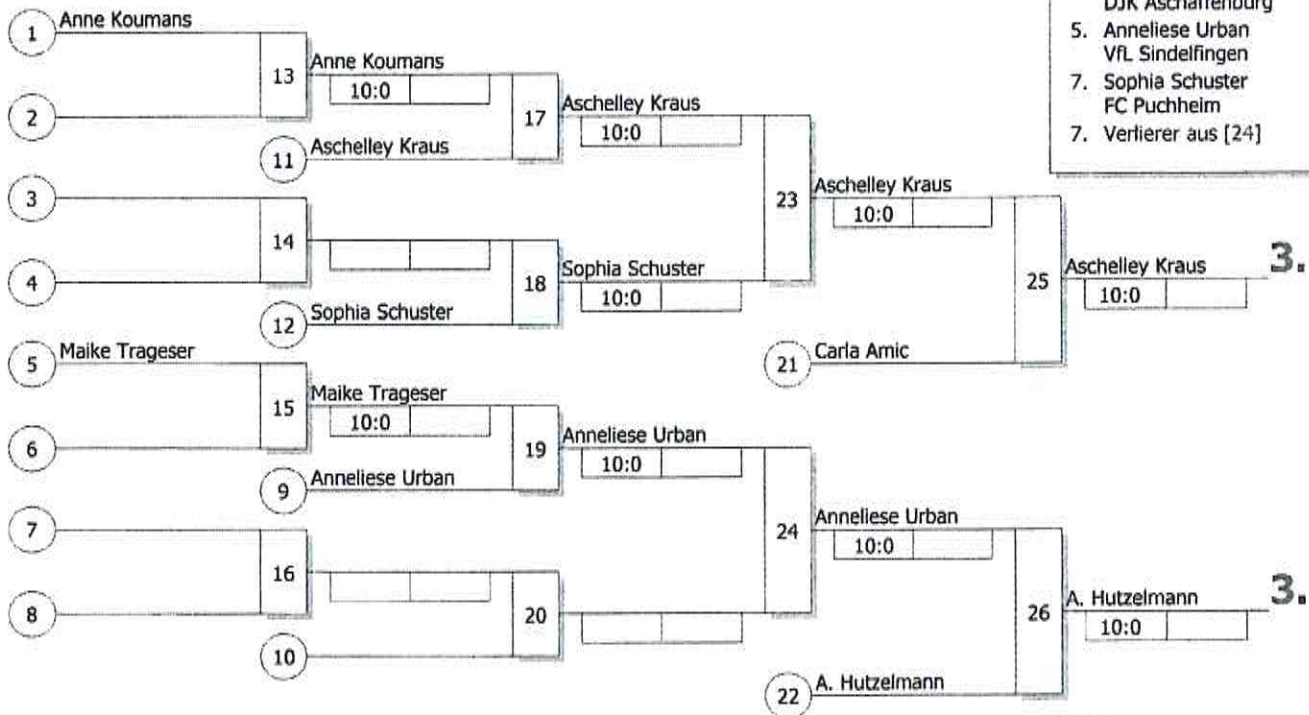 DJK Aschaffenburg
5. Anneliese Urban
VfL Sindelfingen
7. Sophia Schuster
FC Puchheim
7. Verlierer aus [24]
1 Anne Koumans
13 Anne Koumans
10:0
2
17 Aschelley Kraus
10:0
11 Aschelley Kraus
3
23 Aschelley Kraus
10:0
14
4
18 Sophia Schuster
10:0
12 Sophia Schuster
25 Aschelley Kraus 3.
10:0
5 Maike Trageser
21 Carla Amic
15 Maike Trageser
10:0
6
19 Anneliese Urban
10:0
9 Anneliese Urban
7
24 Anneliese Urban
10:0
16
8
20
10
26 A. Hutzelmann 3.
10:0
22 A. Hutzelmann